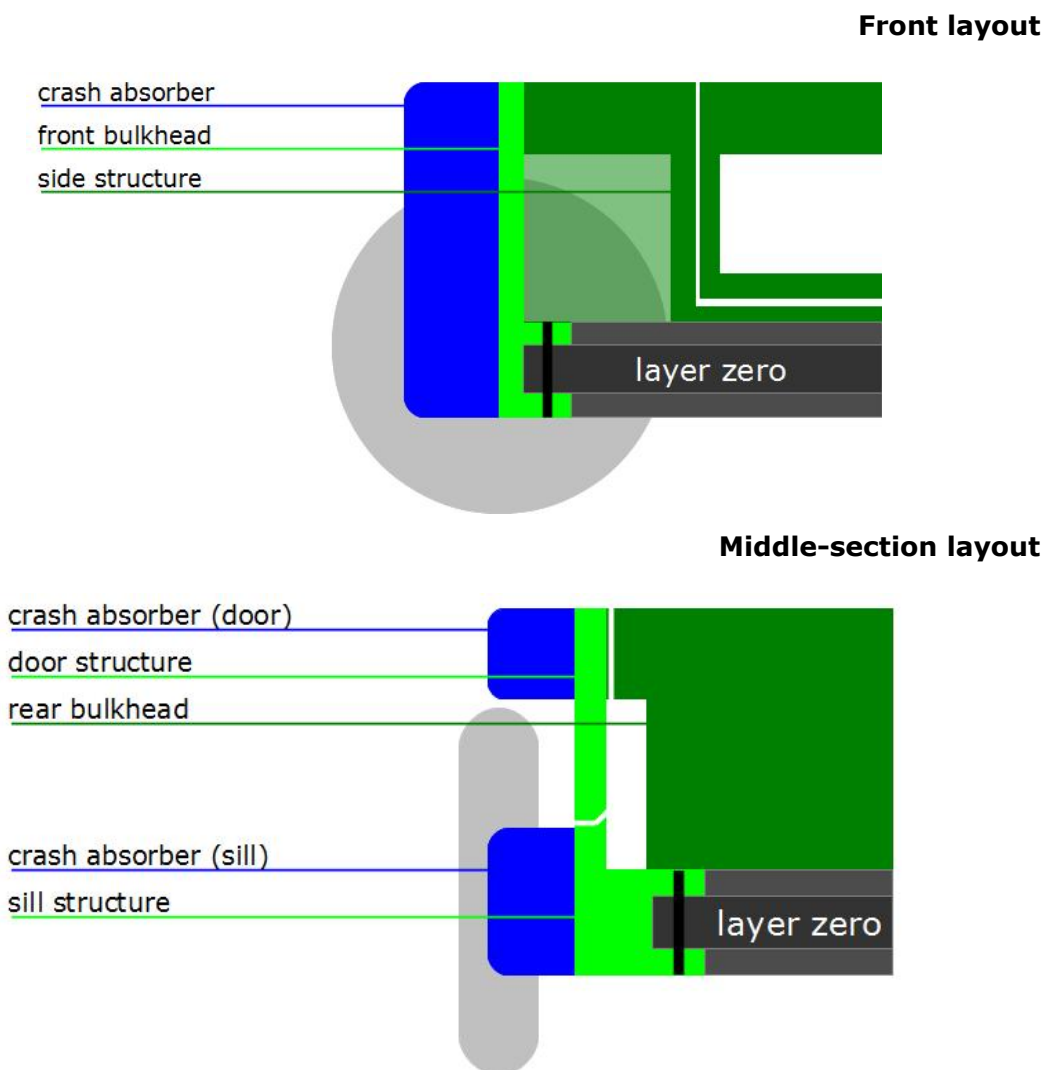 Front layout
crash absorber
front bulkhead
side structure
layer zero
Middle-section layout
crash absorber (door)
door structure
rear bulkhead
crash absorber (sill)
sill structure
layer zero